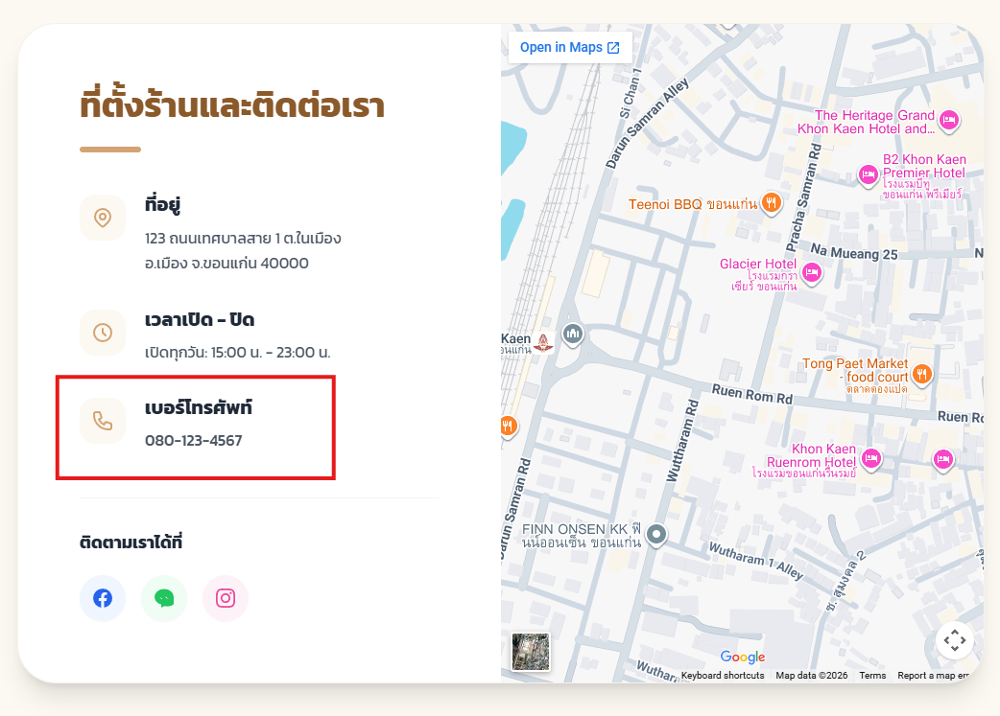 ที่ตั้งร้านและติดต่อเรา
ที่อยู่
123 ถนนเทศบาลสาย 1 ต.ในเมือง
อ.เมือง จ.ขอนแก่น 40000
เวลาเปิด - ปิด
เปิดทุกวัน: 15:00 น. - 23:00 น.
เบอร์โทรศัพท์
080-123-4567
ติดตามเราได้ที่
Open in Maps
Si Chan 1
Darun Samran Alley
The Heritage Grand
Khon Kaen Hotel and...
B2 Khon Kaen
Premier Hotel
โรงแรมบีทู
ขอนแก่น พรีเมียร์
Teenoi BBQ ขอนแก่น
Pracha Samran Rd
Na Mueang 25
N
Glacier Hotel
โรงแรมกรา
เซียร์ ขอนแก่น
Kaen
อนแก่น
Tong Paet Market
- food court
ตลาดตองแปด
Ruen Rom Rd
Ruen Ro
Wuttharam Rd
Khon Kaen
Ruenrom Hotel
โรงแรมขอนแก่นรื่นรมย์
Darun Samran Rd
FINN ONSEN KK ฟิ
นน์ออนเซ็น ขอนแก่น
Wutharam 1 Alley
ซ. สุมงคล 2
Wutharam
Google
Keyboard shortcuts
Map data ©2026
Terms
Report a map err